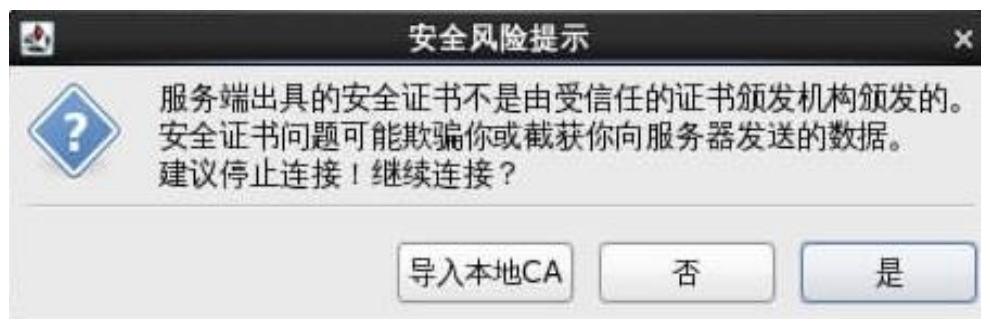 安全风险提示
服务端出具的安全证书不是由受信任的证书颁发机构颁发的。
安全证书问题可能欺骗你或截获你向服务器发送的数据。
建议停止连接！继续连接？
导入本地CA 否 是